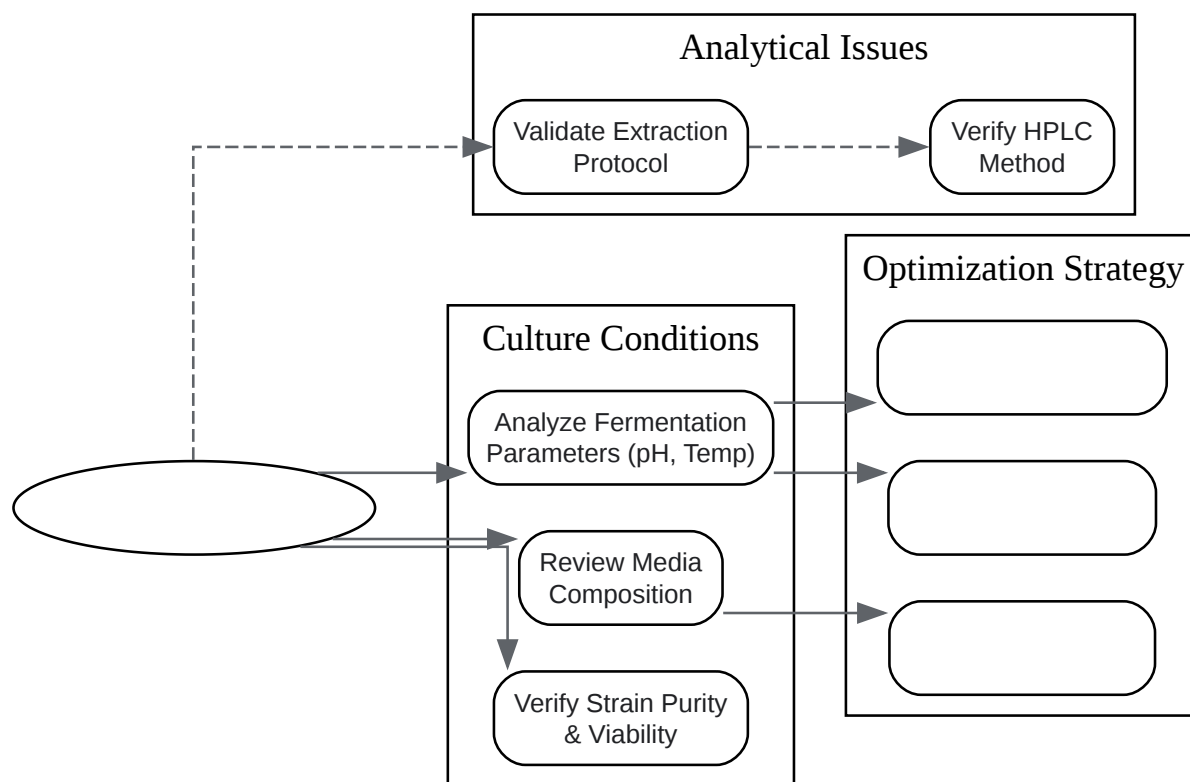 Analytical Issues
Validate Extraction
Protocol
Verify HPLC
Method
Optimization Strategy
Culture Conditions
Analyze Fermentation
Parameters (pH, Temp)
Review Media
Composition
Verify Strain Purity
& Viability